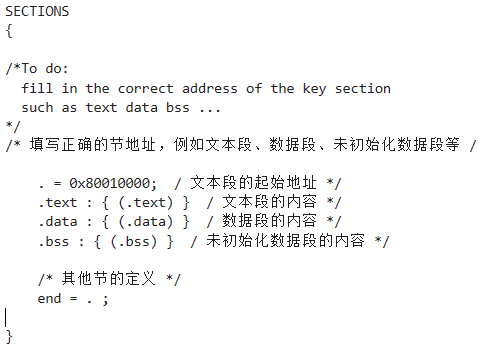 SECTIONS
{
/*To do:
fill in the correct address of the key section
such as text data bss ...
*/
/* 填写正确的节地址，例如文本段、数据段、未初始化数据段等 /
. = 0x80010000;  / 文本段的起始地址 */
.text : { (.text) }  / 文本段的内容 */
.data : { (.data) }  / 数据段的内容 */
.bss : { (.bss) }  / 未初始化数据段的内容 */
/* 其他节的定义 */
end = . ;
}